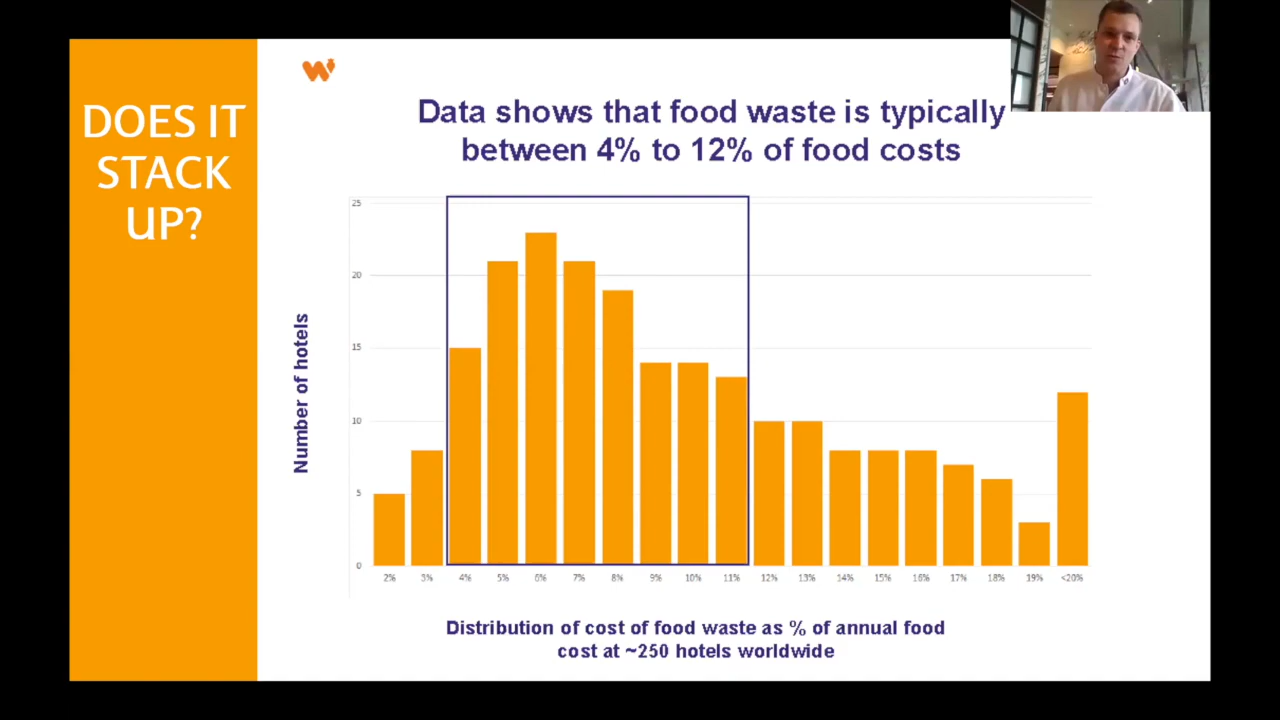 DOES IT
STACK
UP?
Data shows that food waste is typically
between 4% to 12% of food costs
Number of hotels
25
20
15
10
5
0
2% 3% 4% 5% 6% 7% 8% 9% 10% 11% 12% 13% 14% 15% 16% 17% 18% 19% <20%
Distribution of cost of food waste as % of annual food
cost at ~250 hotels worldwide